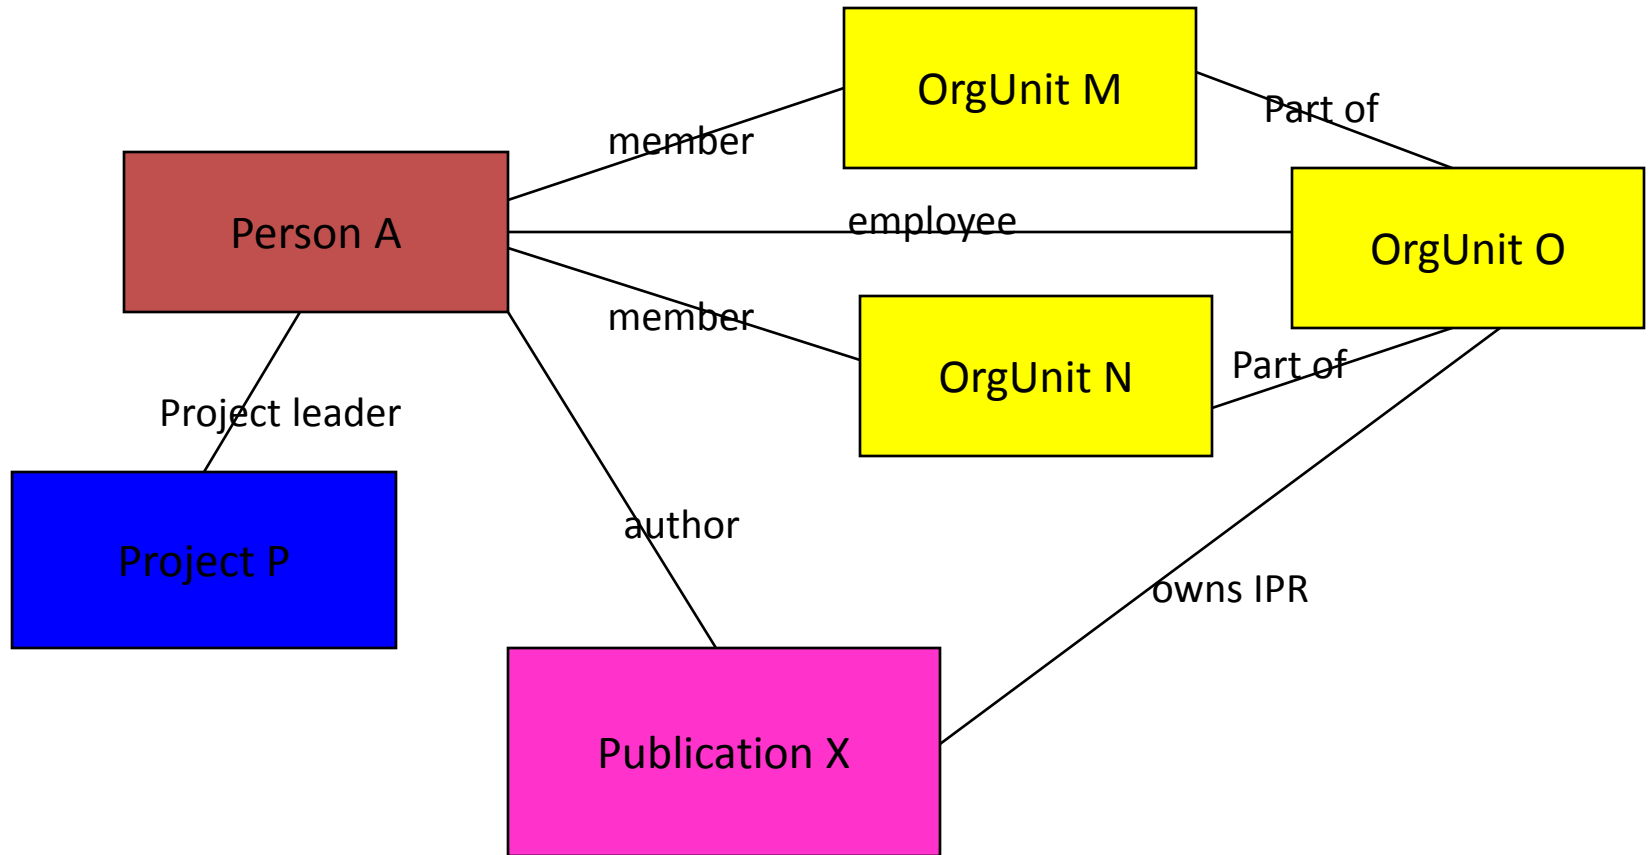 OrgUnit M
Part of
member
Person A
employee
OrgUnit O
member
OrgUnit N
Part of
Project leader
author
Project P
owns IPR
Publication X